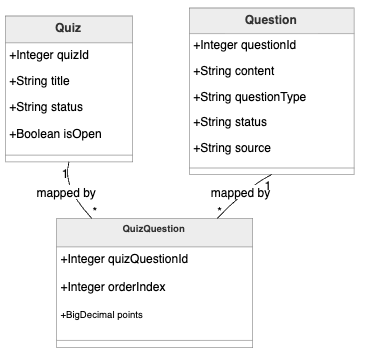 Quiz
+Integer quizId
+String title
+String status
+Boolean isOpen
Question
+Integer questionId
+String content
+String questionType
+String status
+String source
1
mapped by
*
1
mapped by
*
QuizQuestion
+Integer quizQuestionId
+Integer orderIndex
+BigDecimal points